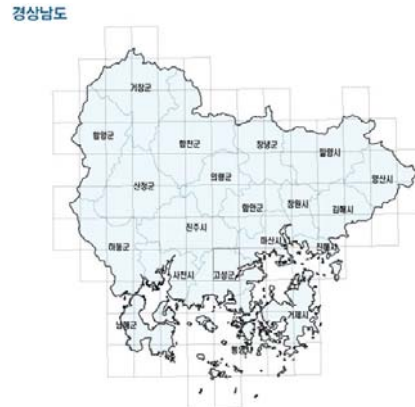 경상남도
거창군
함양군
합천군
창녕군
밀양시
양산시
의령군
산청군
함안군
창원시
김해시
진주시
마산시
진해시
하동군
사천시
고성군
남해군
거제시
통영시